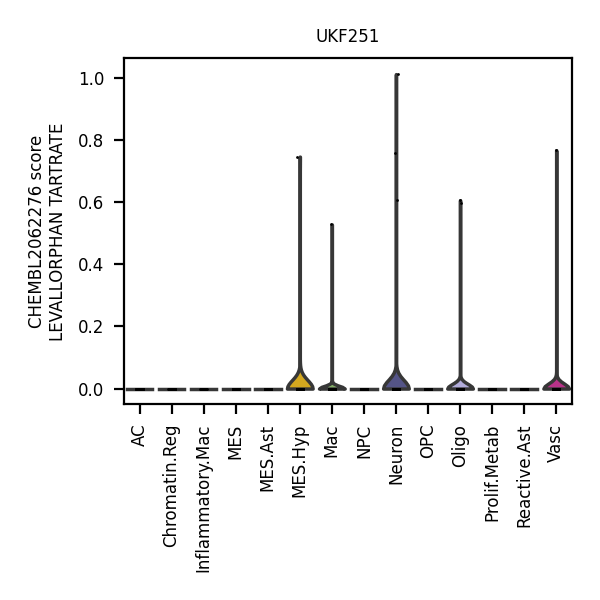 UKF251
CHEMBL2062276 score
LEVALLORPHAN TARTRATE
1.0
0.8
0.6
0.4
0.2
0.0
AC
Chromatin.Reg
Inflammatory.Mac
MES
MES.Ast
MES.Hyp
Mac
NPC
Neuron
OPC
Oligo
Prolif.Metab
Reactive.Ast
Vasc